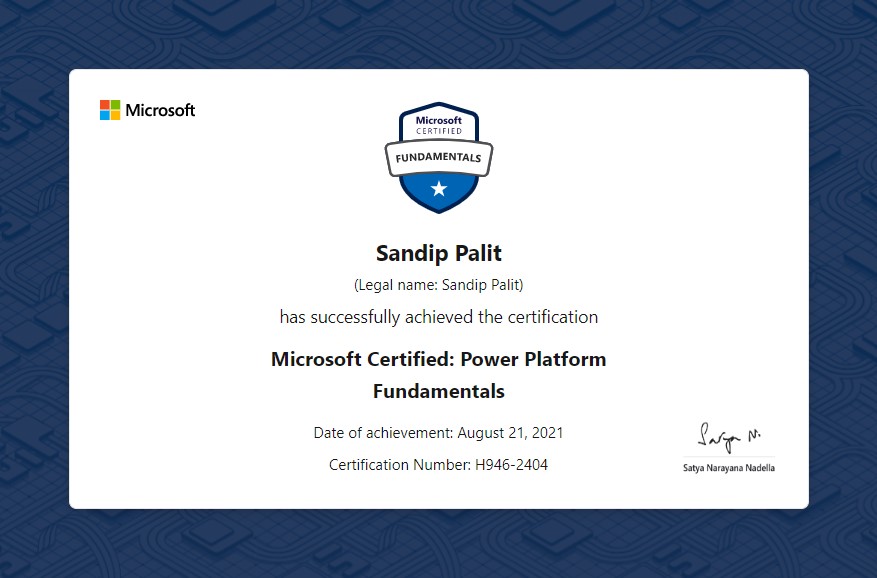 Microsoft
Microsoft
CERTIFIED
FUNDAMENTALS
Sandip Palit
(Legal name: Sandip Palit)
has successfully achieved the certification
Microsoft Certified: Power Platform
Fundamentals
Date of achievement: August 21, 2021
Certification Number: H946-2404
Satya N.
Satya Narayana Nadella